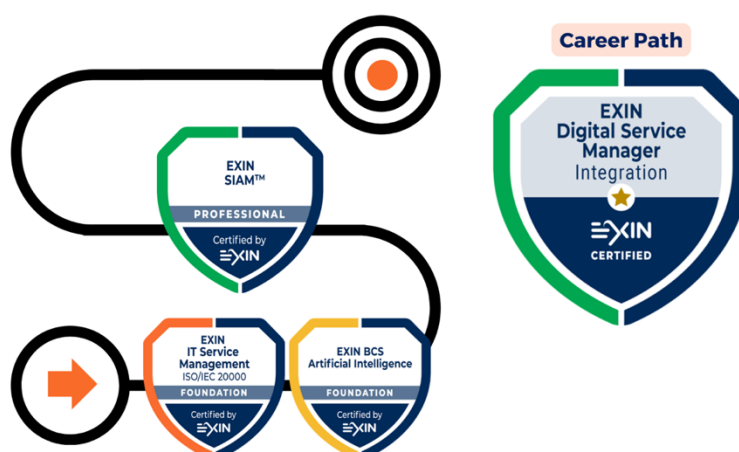 Career Path
EXIN
Digital Service
Manager
Integration
EXIN
CERTIFIED
EXIN
SIAM™
PROFESSIONAL
Certified by
EXIN
EXIN
IT Service
Management
ISO/IEC 20000
FOUNDATION
Certified by
EXIN
EXIN BCS
Artificial Intelligence
FOUNDATION
Certified by
EXIN